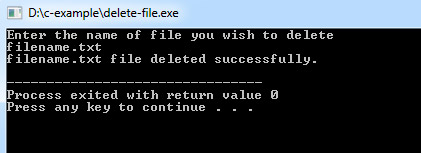 D:\c-example\delete-file.exe
Enter the name of file you wish to delete
filename.txt
filename.txt file deleted successfully.
--------------------------------
Process exited with return value 0
Press any key to continue . . .